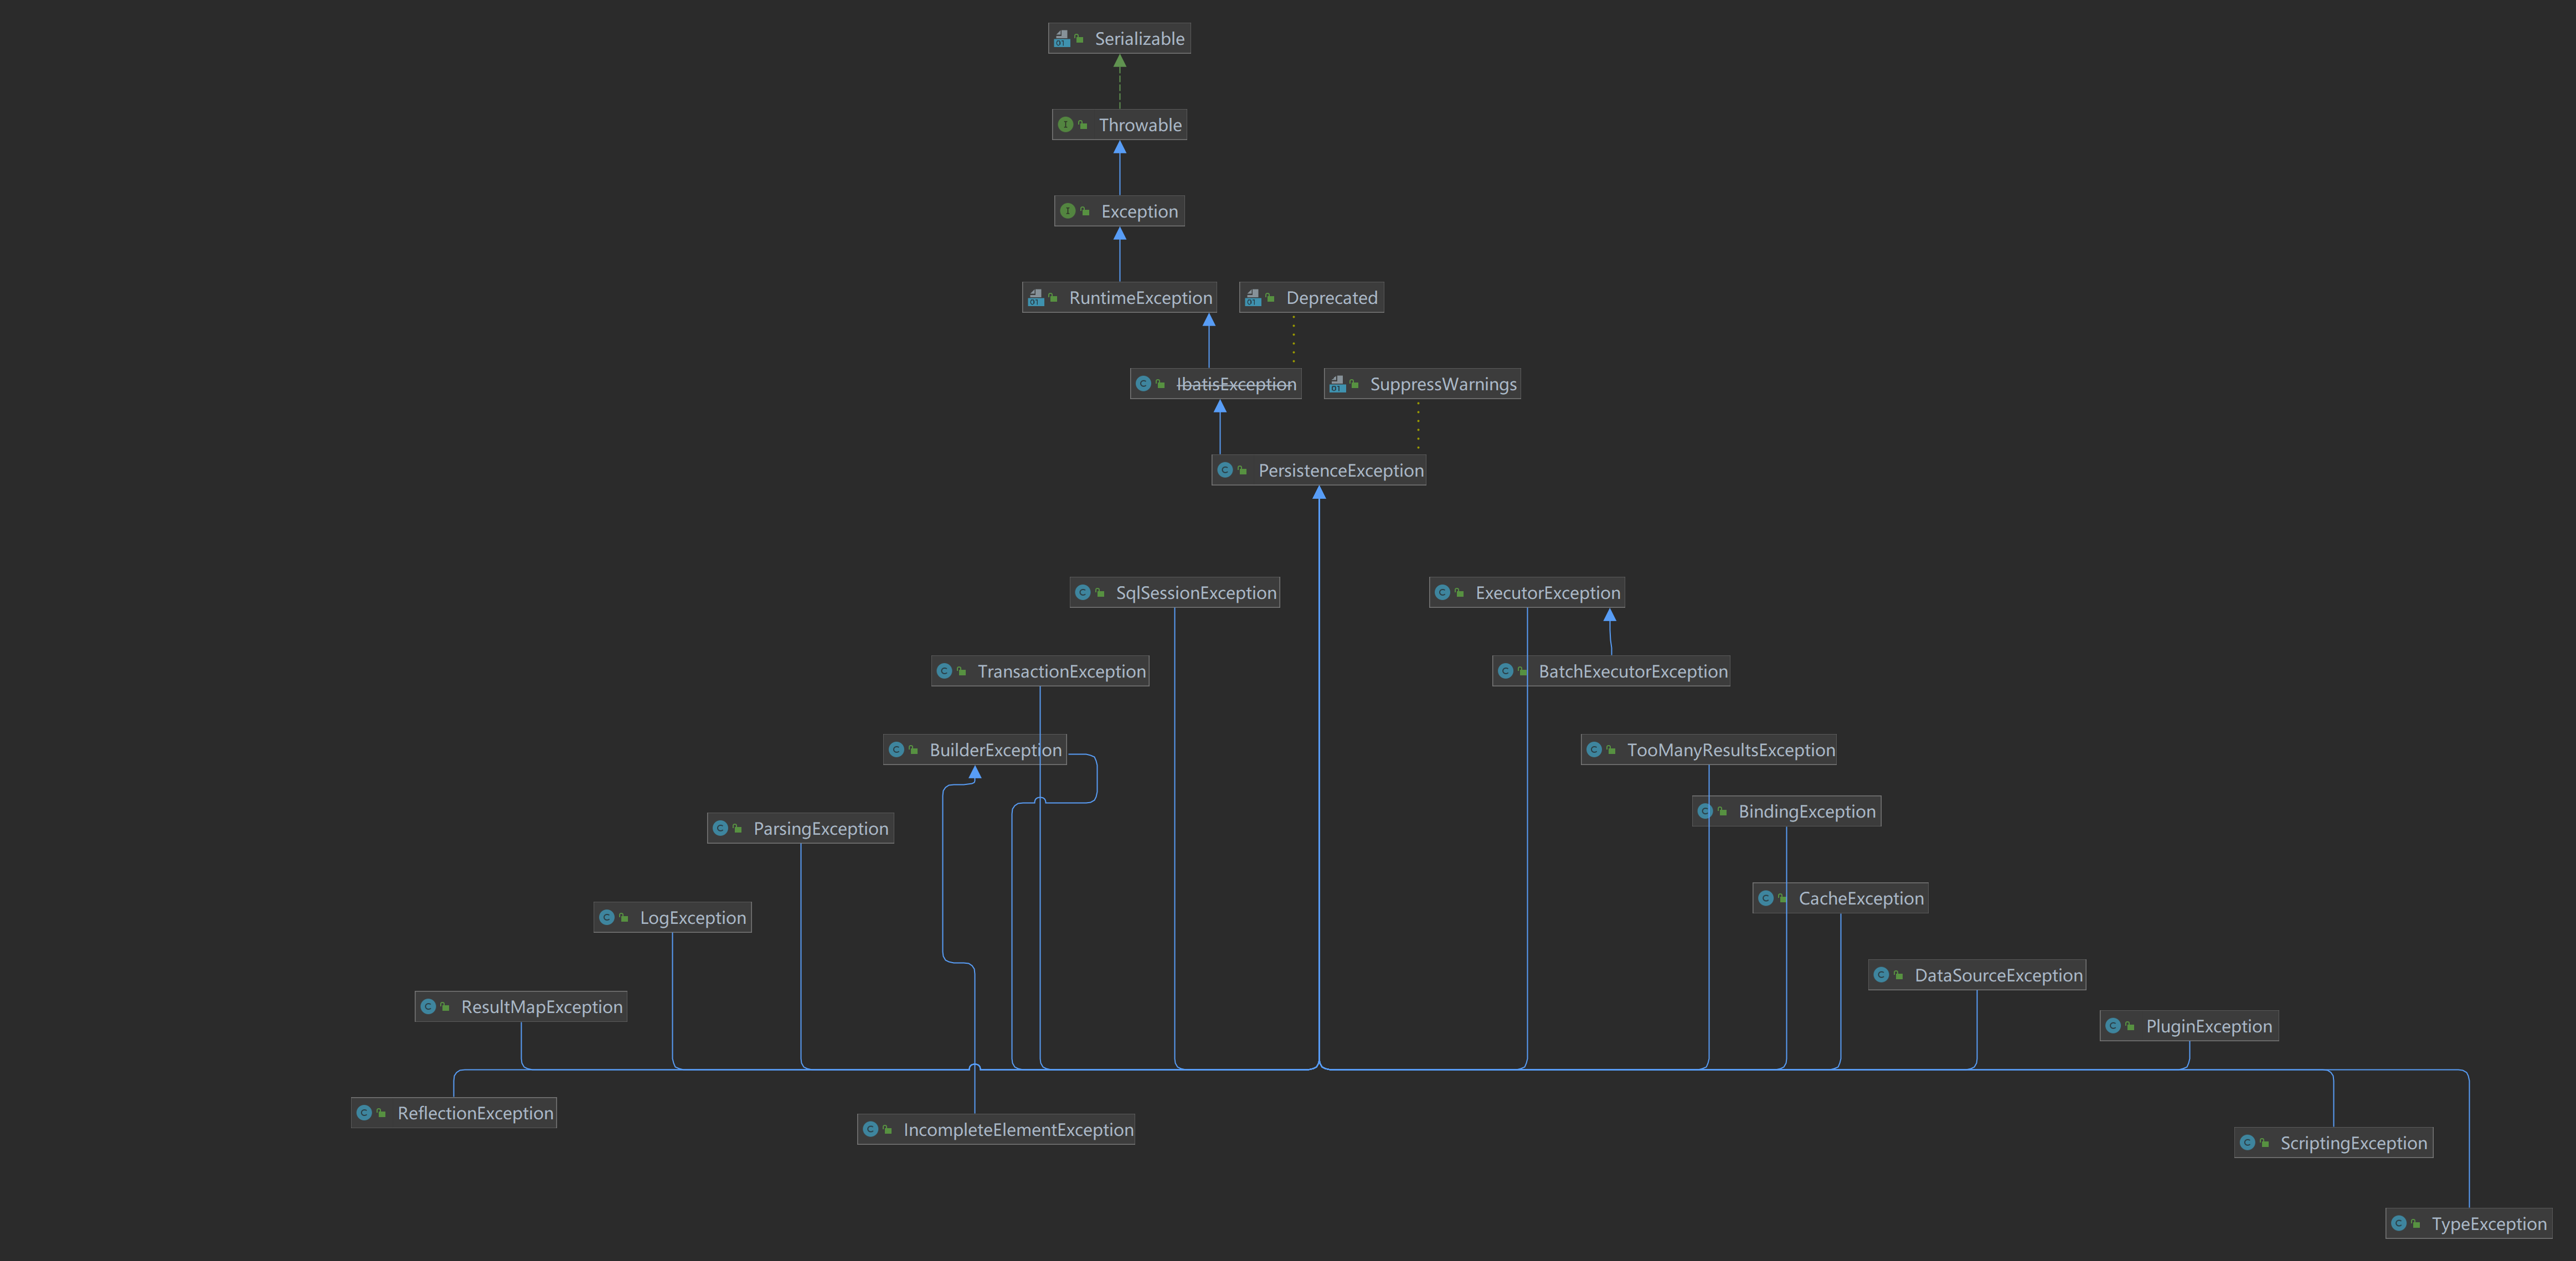 Serializable
Throwable
Exception
RuntimeException
Deprecated
IbatisException
SuppressWarnings
PersistenceException
SqlSessionException
ExecutorException
TransactionException
BatchExecutorException
BuilderException
TooManyResultsException
BindingException
ParsingException
CacheException
LogException
DataSourceException
ResultMapException
PluginException
ReflectionException
IncompleteElementException
ScriptingException
TypeException